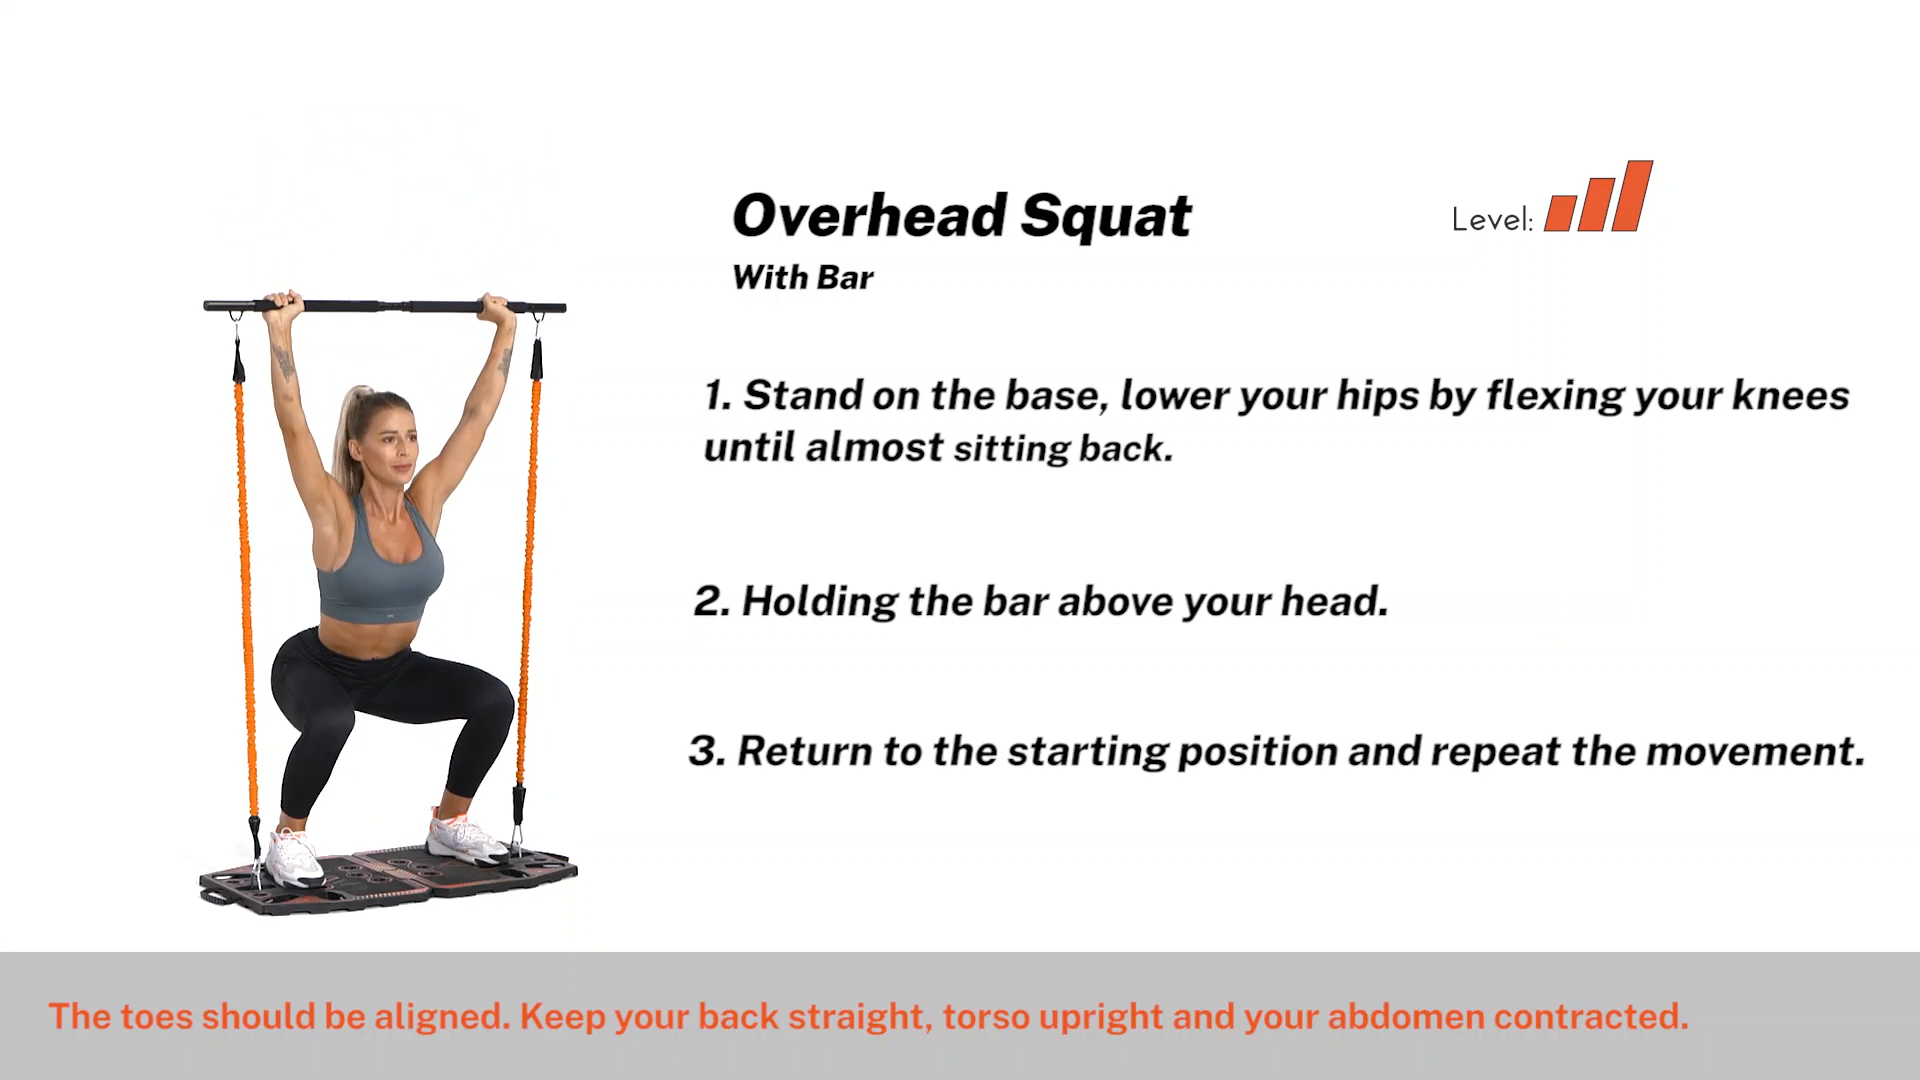 Overhead Squat
With Bar
Level:
1. Stand on the base, lower your hips by flexing your knees
until almost sitting back.
2. Holding the bar above your head.
3. Return to the starting position and repeat the movement.
The toes should be aligned. Keep your back straight, torso upright and your abdomen contracted.